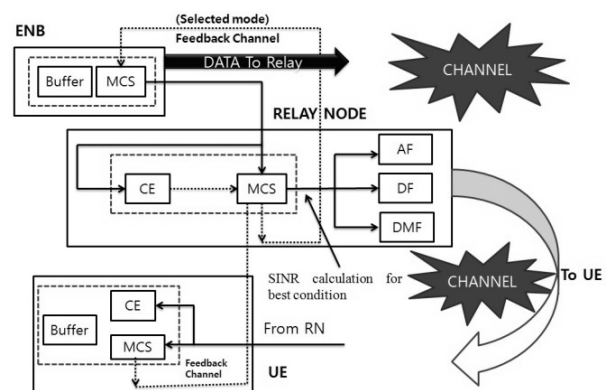 (Selected mode)
ENB
Feedback Channel
DATA To Relay
Buffer
MCS
CHANNEL
RELAY NODE
AF
CE
MCS
DF
DMF
SINR calculation for
best condition
CHANNEL
To UE
CE
Buffer
From RN
MCS
Feedback
Channel
UE